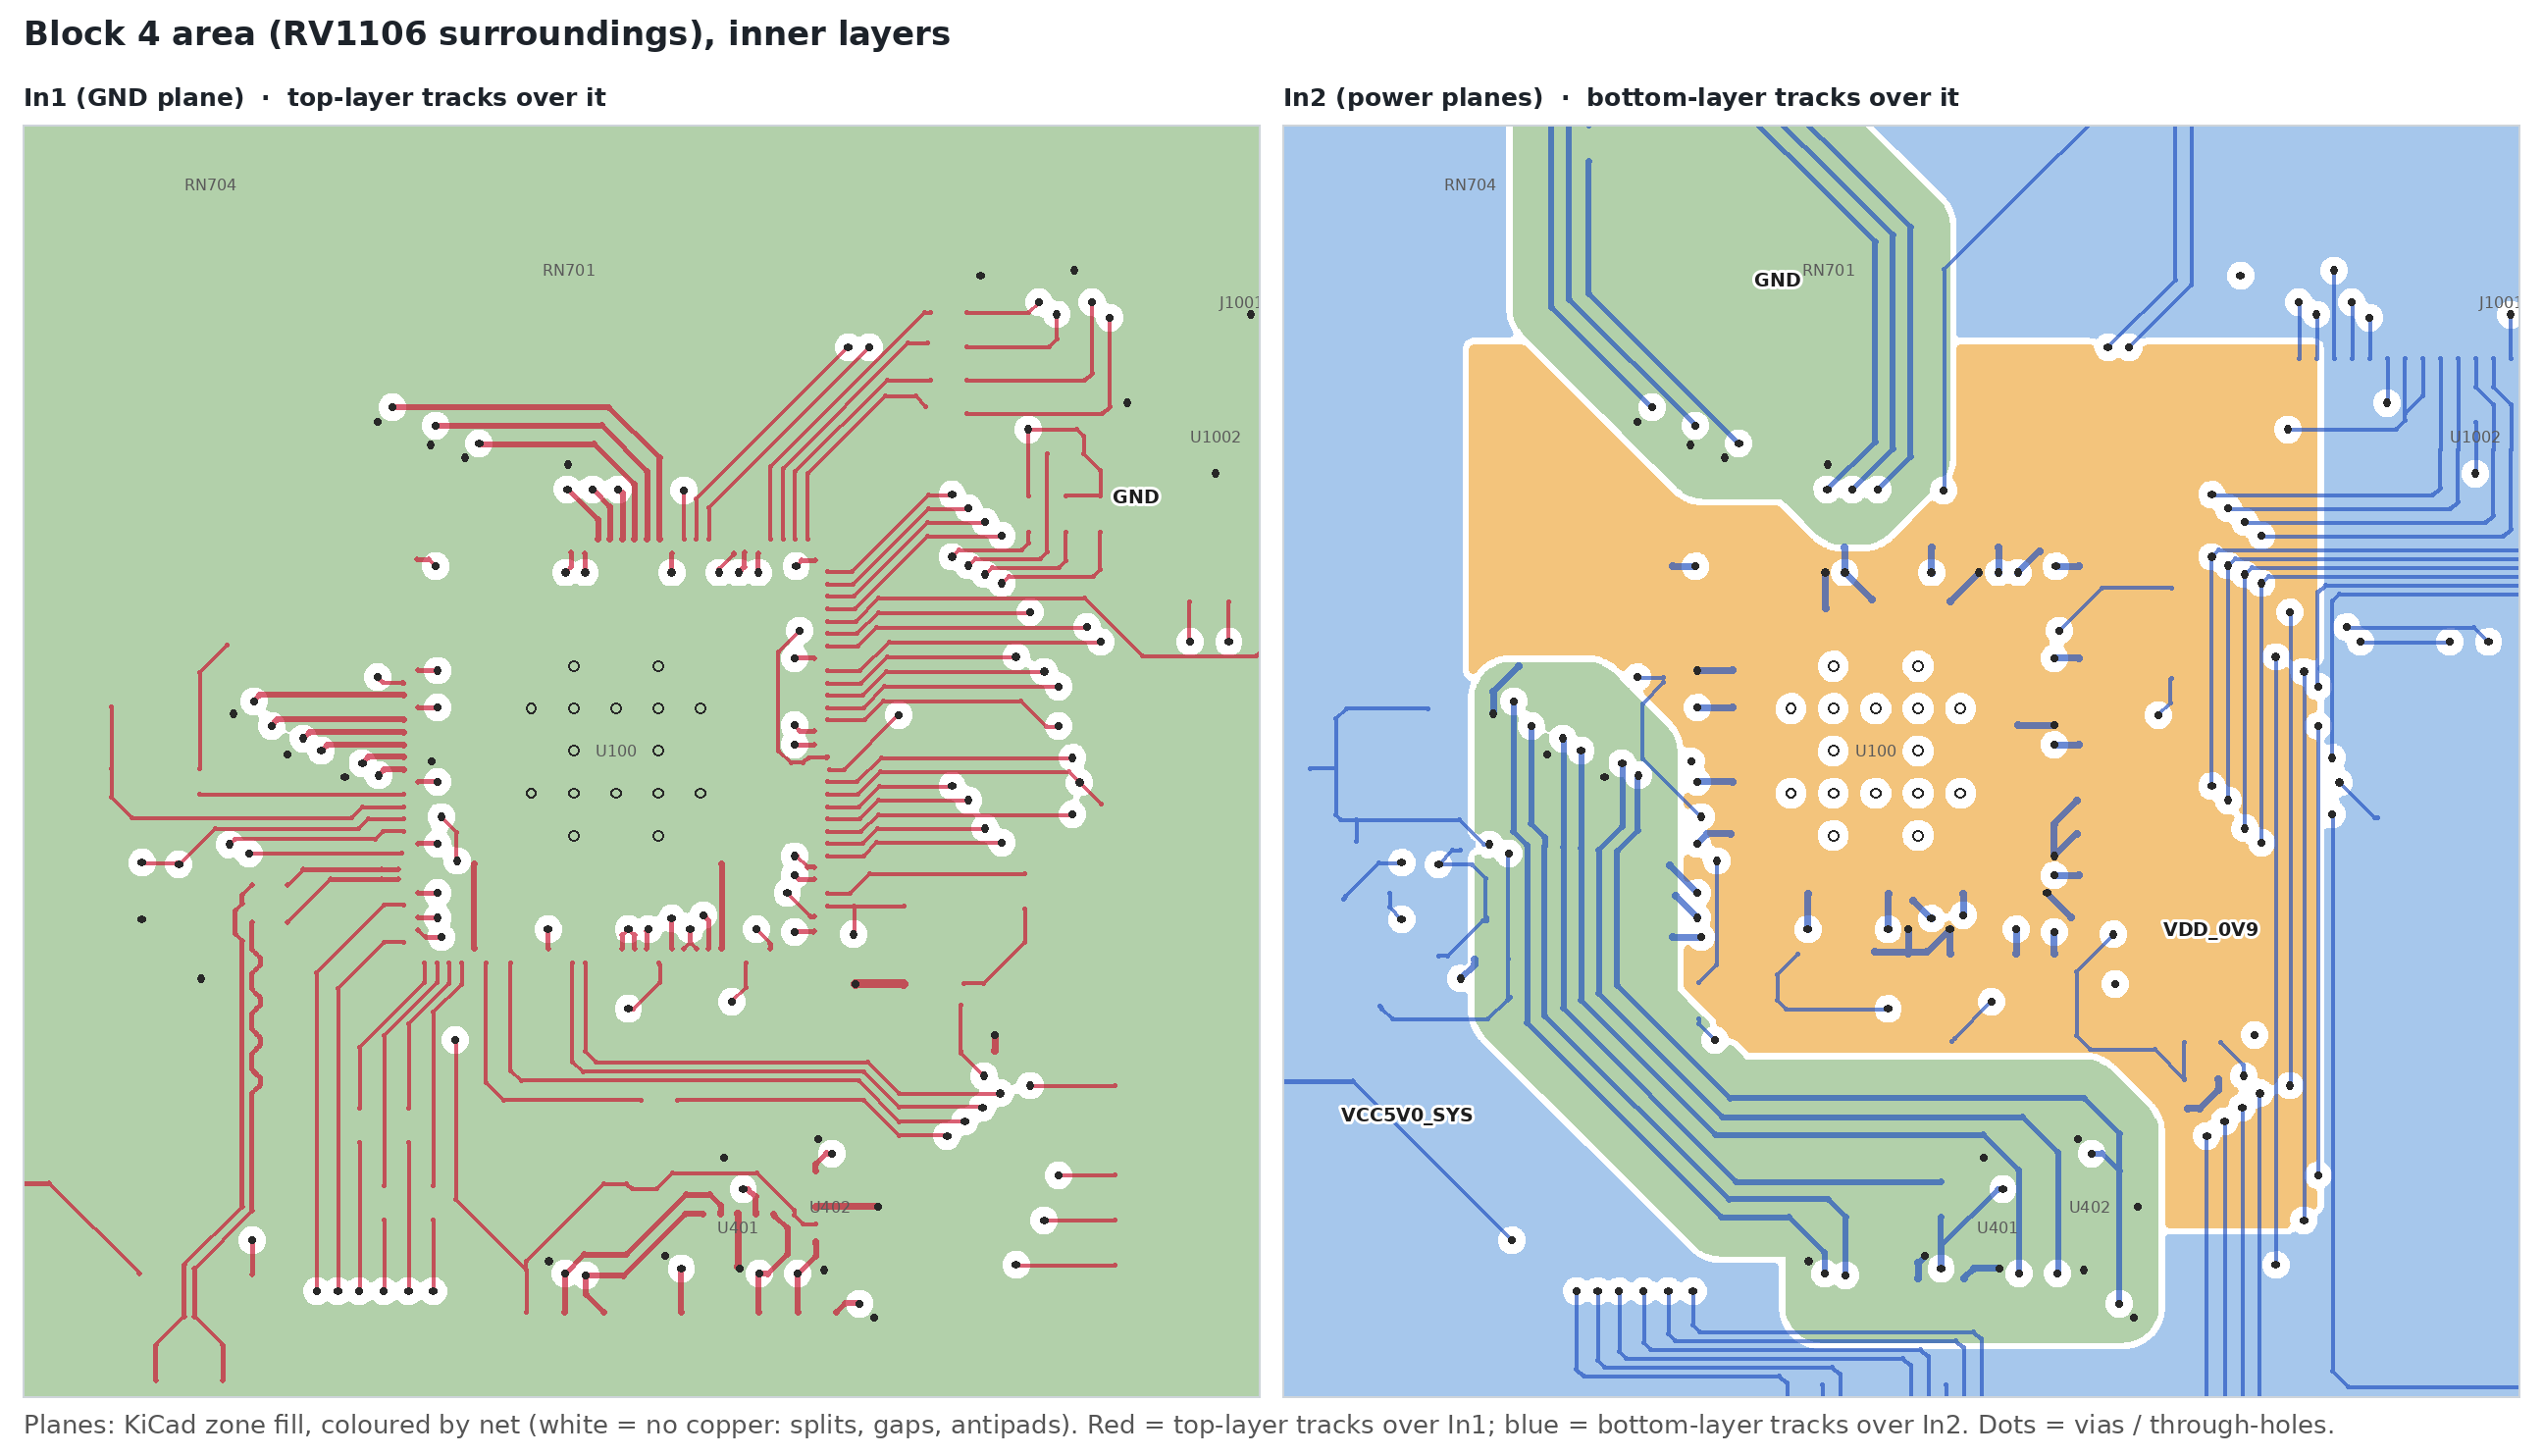 Block 4 area (RV1106 surroundings), inner layers
In1 (GND plane)  ·  top-layer tracks over it
RN704
RN701
J1001
U1002
GND
U100
U402
U401
In2 (power planes)  ·  bottom-layer tracks over it
RN704
GND
RN701
J1001
U1002
U100
VDD_0V9
VCC5V0_SYS
U402
U401
Planes: KiCad zone fill, coloured by net (white = no copper: splits, gaps, antipads). Red = top-layer tracks over In1; blue = bottom-layer tracks over In2. Dots = vias / through-holes.